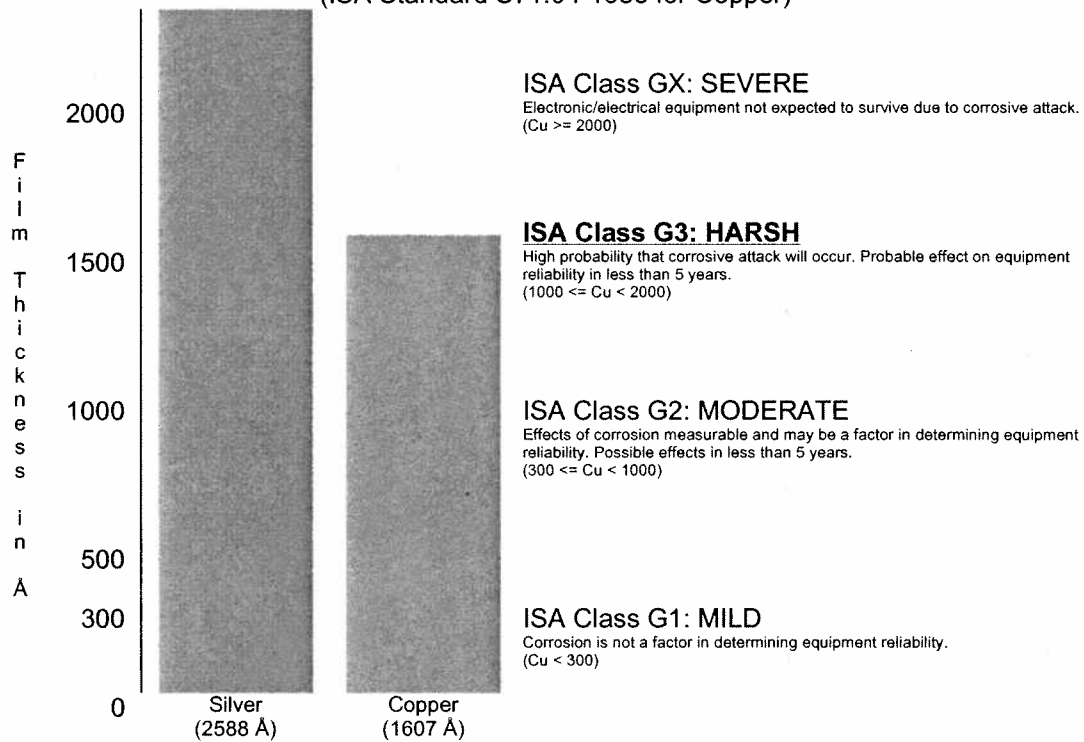 2000
1500
1000
500
300
0
Film Thickness in Å
Silver
(2588 Å)
Copper
(1607 Å)
ISA Class GX: SEVERE
Electronic/electrical equipment not expected to survive due to corrosive attack.
(Cu >= 2000)
ISA Class G3: HARSH
High probability that corrosive attack will occur. Probable effect on equipment
reliability in less than 5 years.
(1000 <= Cu < 2000)
ISA Class G2: MODERATE
Effects of corrosion measurable and may be a factor in determining equipment
reliability. Possible effects in less than 5 years.
(300 <= Cu < 1000)
ISA Class G1: MILD
Corrosion is not a factor in determining equipment reliability.
(Cu < 300)